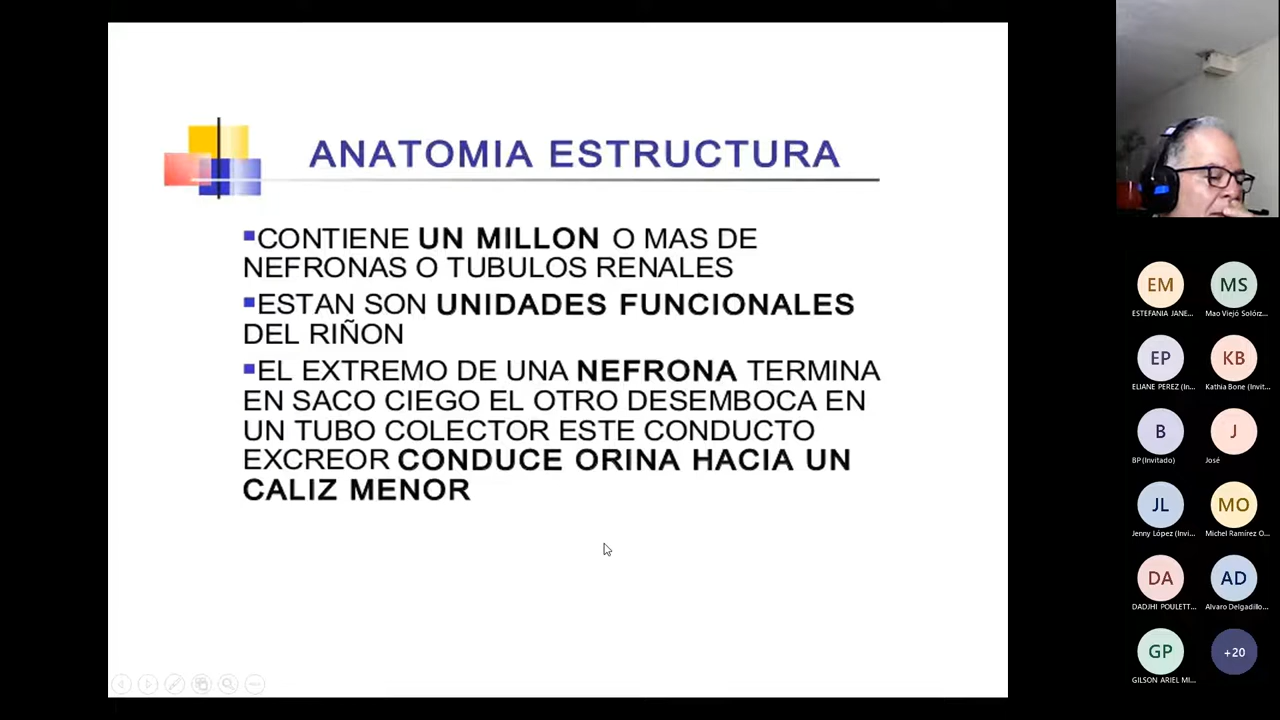 ANATOMIA ESTRUCTURA
CONTIENE UN MILLON O MAS DE
NEFRONAS O TUBULOS RENALES
ESTAN SON UNIDADES FUNCIONALES
DEL RIÑON
EL EXTREMO DE UNA NEFRONA TERMINA
EN SACO CIEGO EL OTRO DESEMBOCA EN
UN TUBO COLECTOR ESTE CONDUCTO
EXCREOR CONDUCE ORINA HACIA UN
CALIZ MENOR
EM
ESTEFANIA JANE...
MS
Mao Viejó Solórz...
EP
ELIANE PEREZ (In...
KB
Kathia Bone (Invit...
B
BP (Invitado)
J
José
JL
Jenny López (Invi...
MO
Michel Ramirez O...
DA
DADJHI POULETT...
AD
Alvaro Delgadillo...
GP
GILSON ARIEL MI...
+20